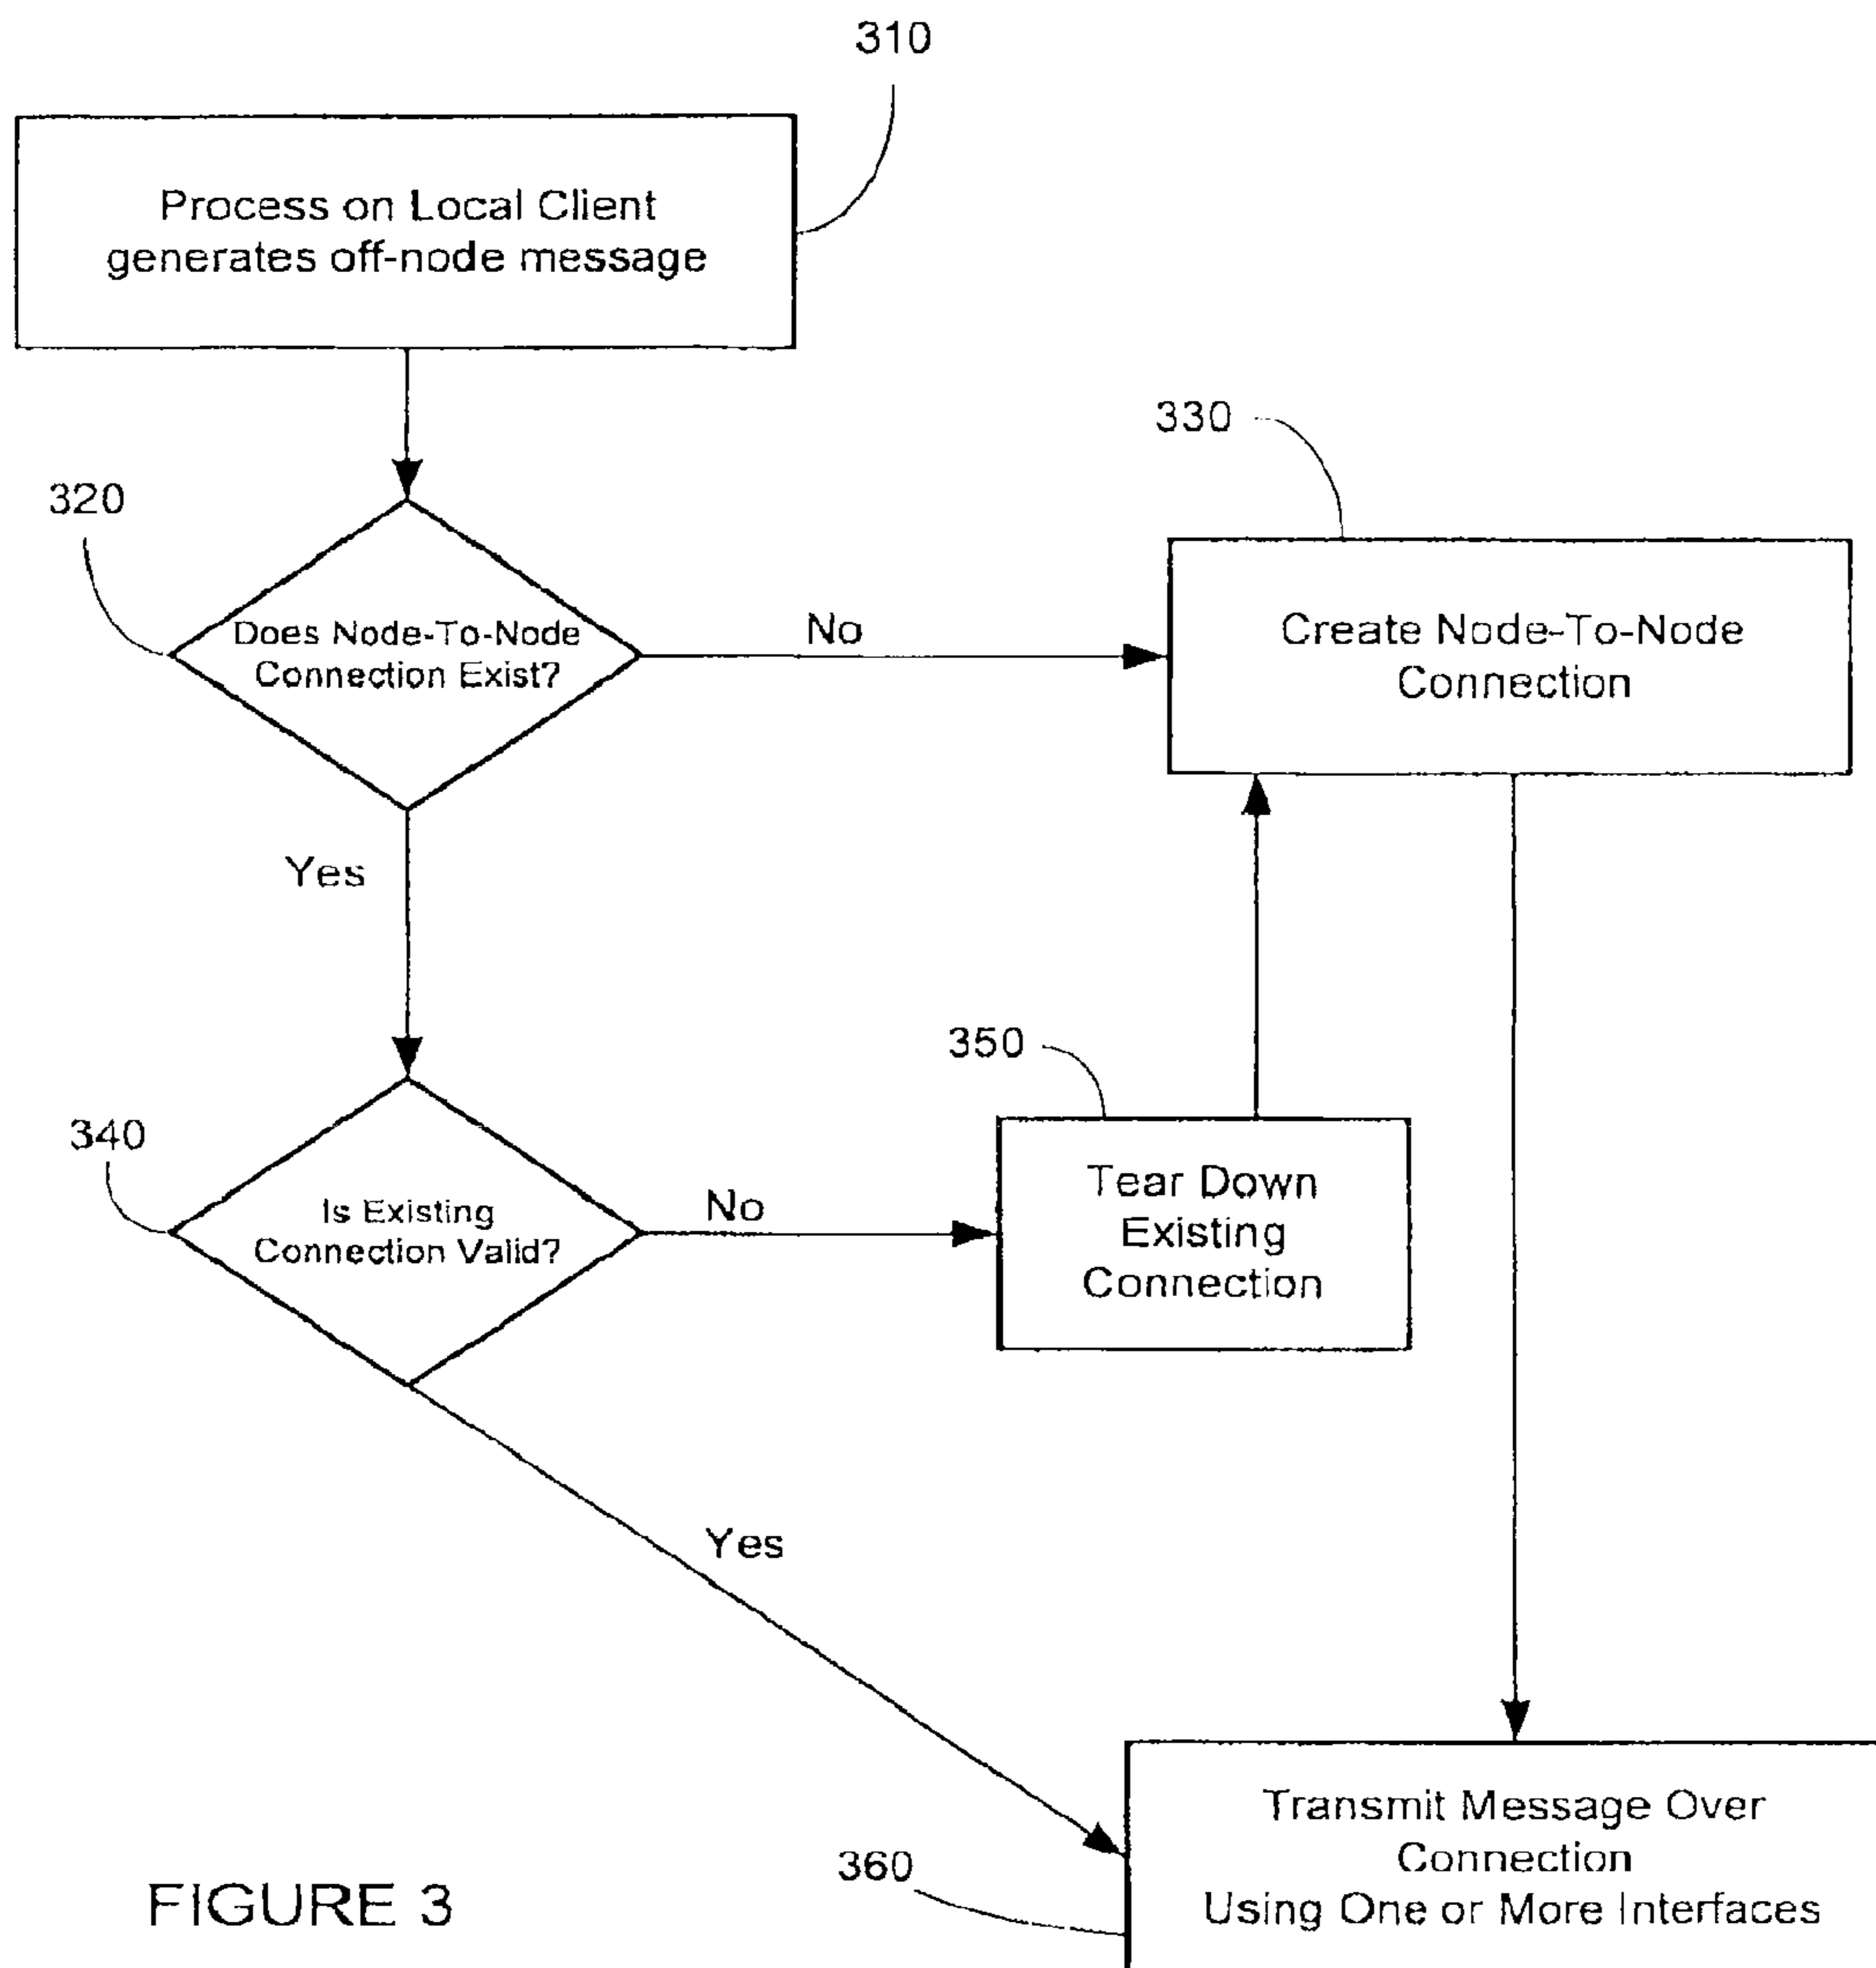 310
Process on Local Client
generates off-node message
320
Does Node-To-Node
Connection Exist?
No
330
Create Node-To-Node
Connection
Yes
340
Is Existing
Connection Valid?
No
350
Tear Down
Existing
Connection
Yes
360
Transmit Message Over
Connection
Using One or More Interfaces
FIGURE 3